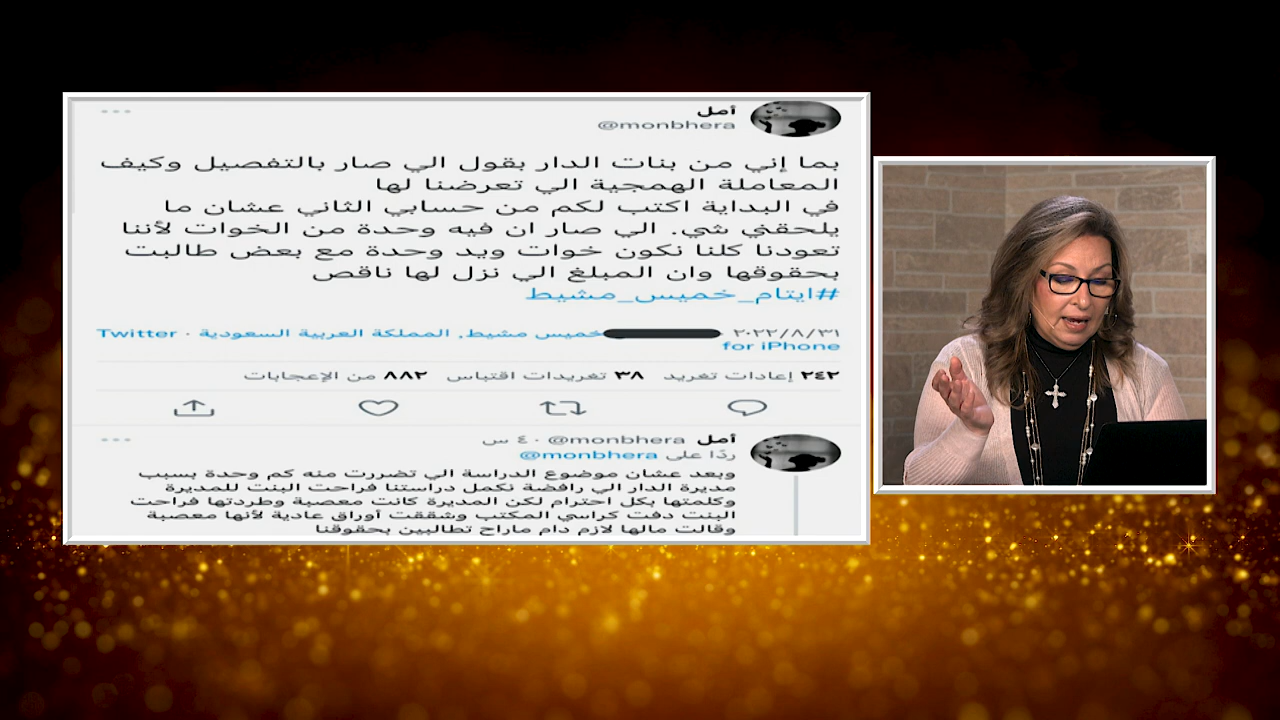 أمل
@monbhera
بما إني من بنات الدار بقول الي صار بالتفصيل وكيف
المعاملة الهمجية الي تعرضنا لها
في البداية اكتب لكم من حسابي الثاني عشان ما
يلحقني شي. الي صار ان فيه وحدة من الخوات لأننا
تعودنا كلنا نكون خوات ويد وحدة مع بعض طالبت
بحقوقها وان المبلغ الي نزل لها ناقص
#ايتام_خميس_مشيط
٢٠٢٢/٨/٣١ خميس مشيط, المملكة العربية السعودية · Twitter
for iPhone
٢٤٢ إعادات تغريد ٣٨ تغريدات اقتباس ٨٨٢ من الإعجابات
أمل @monbhera ٤٠ س
ردًا على @monbhera
وبعد عشان موضوع الدراسة الي تضررت منه كم وحدة بسبب
مديرة الدار الي رافضة نكمل دراستنا فراحت البنت للمديرة
وكلمتها بكل احترام لكن المديرة كانت معصبة وطردتها فراحت
البنت دفت كراسي المكتب وشققت أوراق عادية لأنها معصبة
وقالت مالها لازم دام ماراح تطالبين بحقوقنا